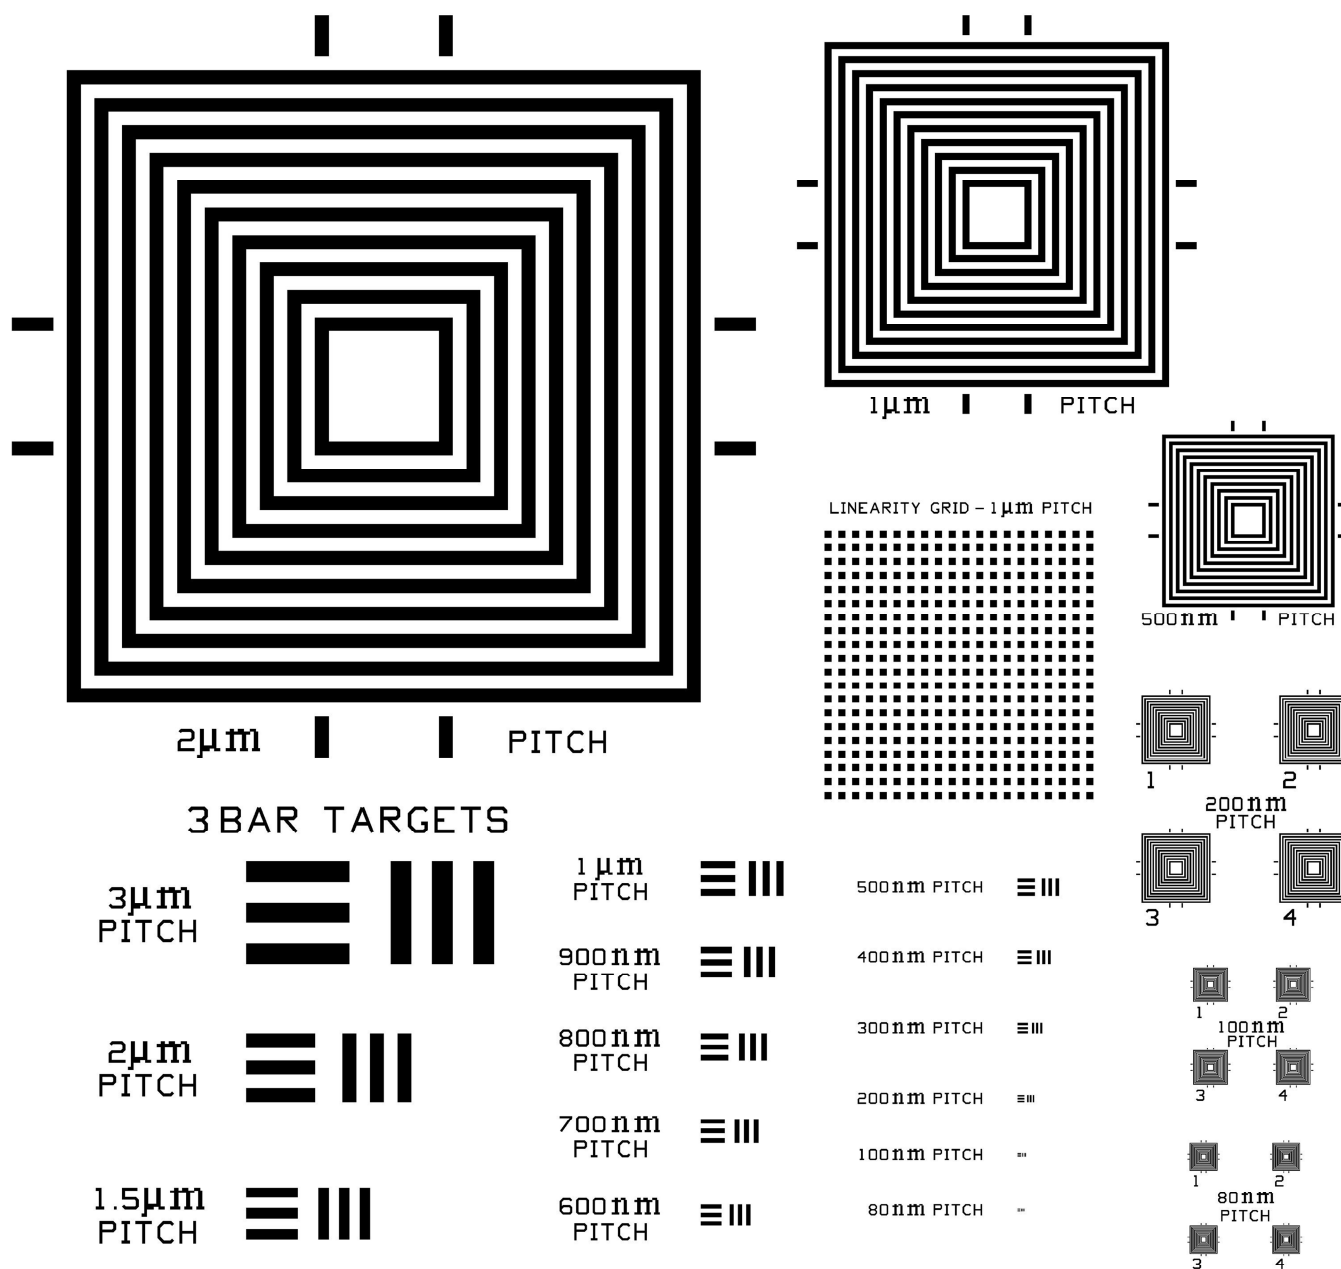 2μm PITCH
1μm PITCH
LINEARITY GRID – 1μm PITCH
500nm PITCH
1 2
200nm
PITCH
3 4
1 2
100nm
PITCH
3 4
1 2
80nm
PITCH
3 4
3 BAR TARGETS
3μm
PITCH
2μm
PITCH
1.5μm
PITCH
1μm
PITCH
900nm
PITCH
800nm
PITCH
700nm
PITCH
600nm
PITCH
500nm PITCH
400nm PITCH
300nm PITCH
200nm PITCH
100nm PITCH
80nm PITCH